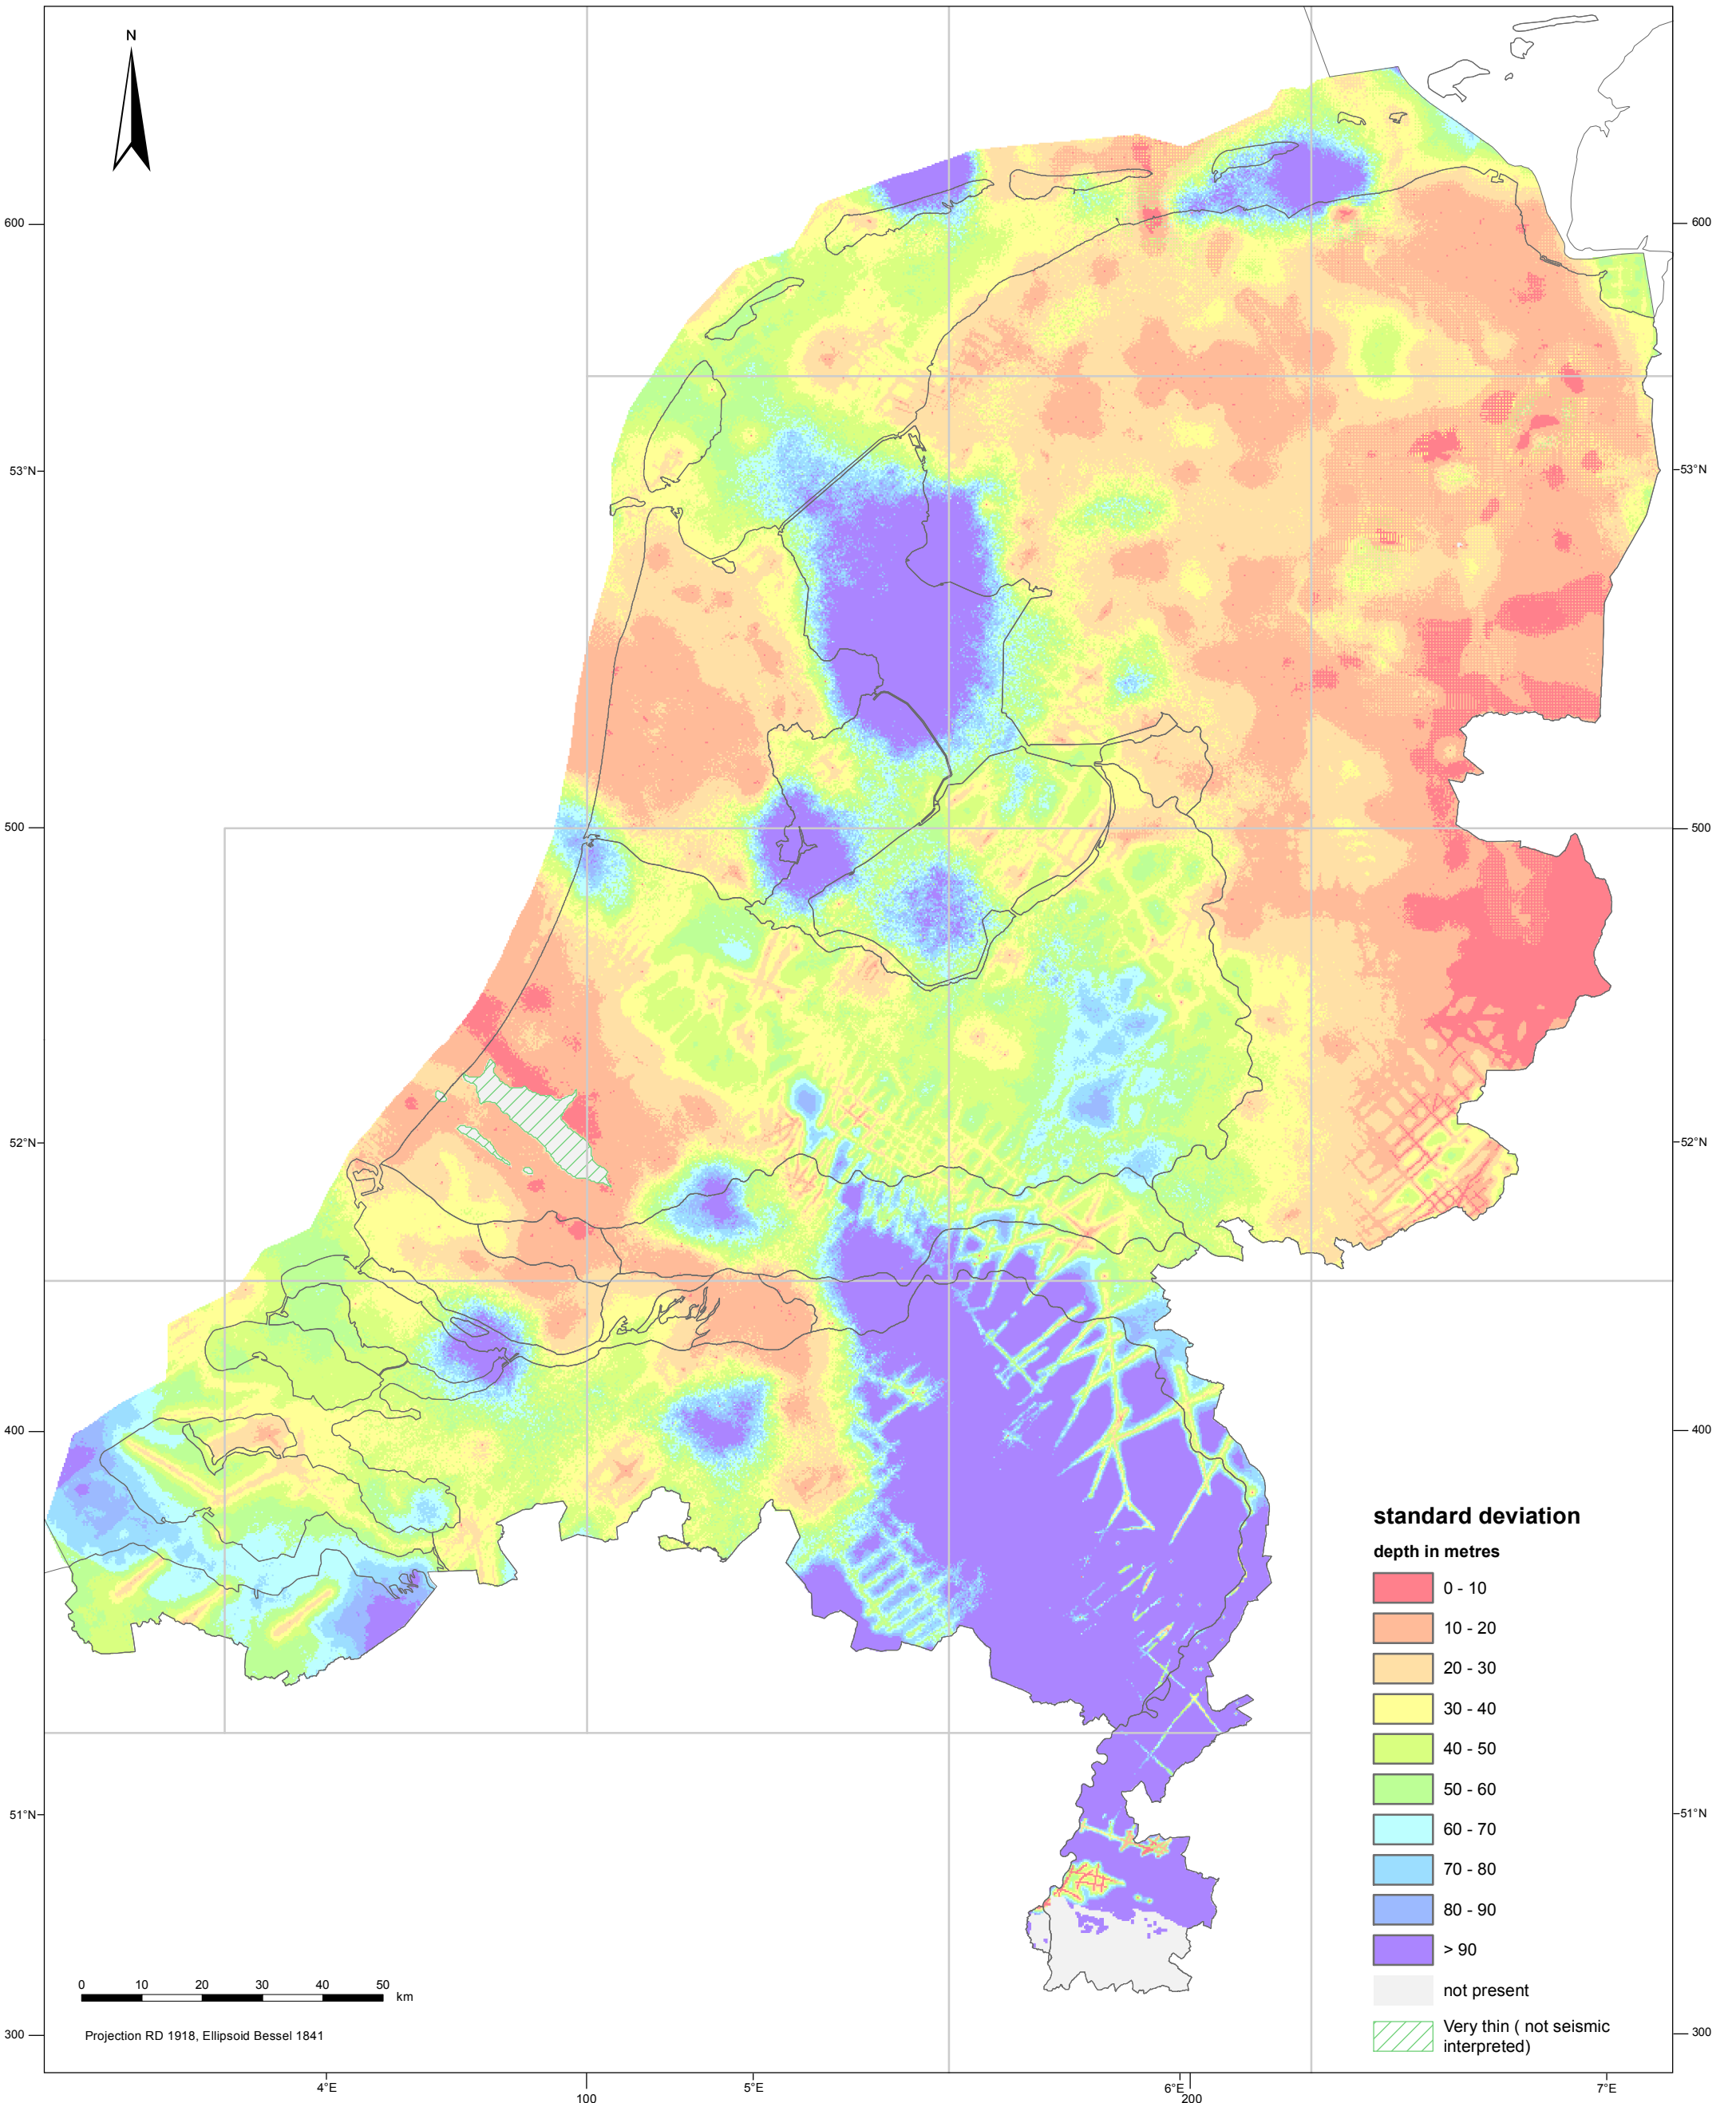 N
600
600
53°N
53°N
500
500
52°N
52°N
400
400
standard deviation
depth in metres
0 - 10
10 - 20
20 - 30
30 - 40
40 - 50
50 - 60
60 - 70
70 - 80
80 - 90
> 90
not present
Very thin ( not seismic
interpreted)
51°N
51°N
0 10 20 30 40 50
km
Projection RD 1918, Ellipsoid Bessel 1841
300
300
4°E
100
5°E
6°E
200
7°E